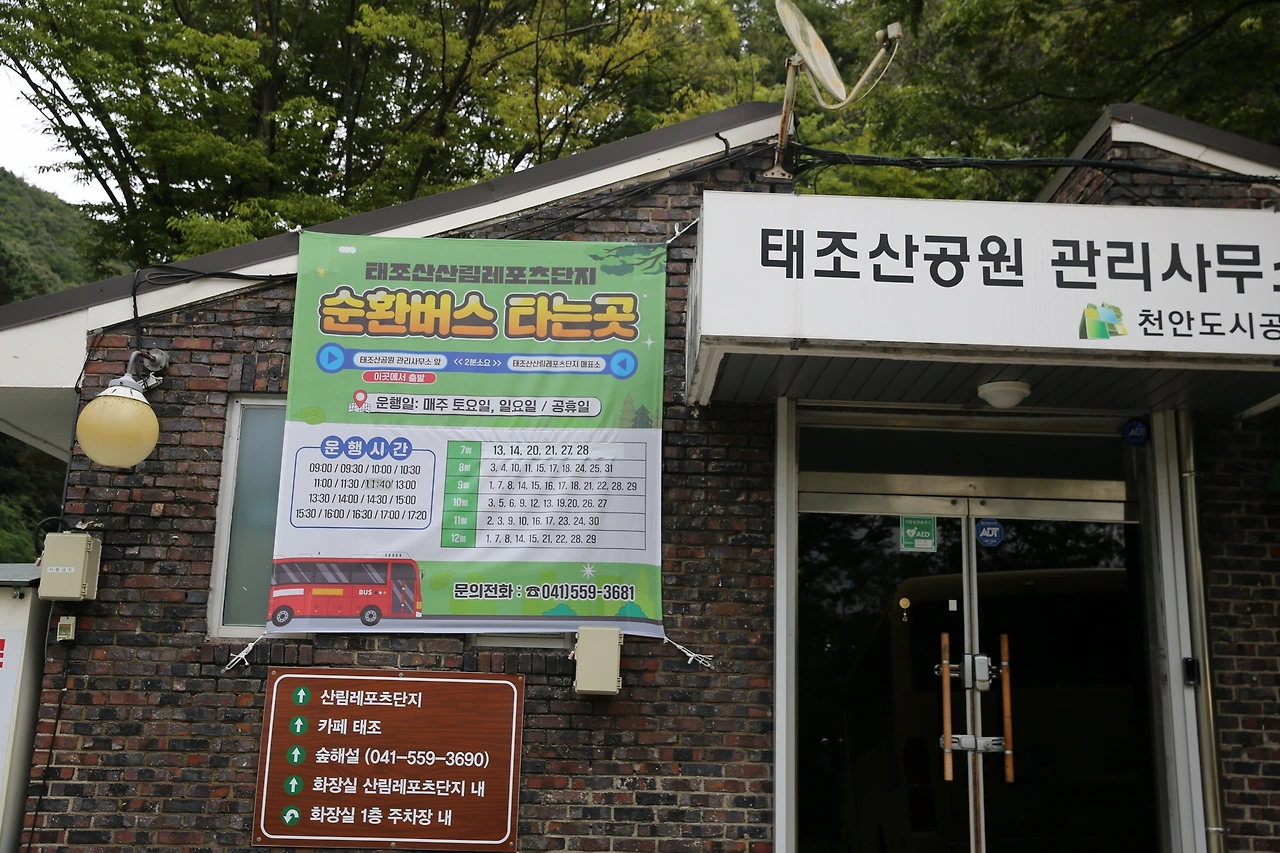 태조산산림레포츠단지
순환버스 타는곳
태조산공원 관리사무소 앞 << 2분소요 >> 태조산산림레포츠단지 매표소
이곳에서 출발
운행일: 매주 토요일, 일요일 / 공휴일
운행시간
09:00 / 09:30 / 10:00 / 10:30
11:00 / 11:30 / 11:40 / 13:00
13:30 / 14:00 / 14:30 / 15:00
15:30 / 16:00 / 16:30 / 17:00 / 17:20
7월 13. 14, 20, 21, 27, 28
8월 3, 4, 10, 11, 15, 17, 18, 24, 25, 31
9월 1, 7, 8, 14, 15, 16, 17, 18, 21, 22, 28, 29
10월 3, 5, 6, 9, 12, 13, 19.20, 26, 27
11월 2, 3, 9, 10, 16, 17, 23, 24, 30
12월 1, 7, 8, 14, 15, 21, 22, 28, 29
BUS
문의전화 : ☎041)559-3681
태조산공원 관리사무
천안도시공
AED
ADT
ADT
산림레포츠단지
카페 태조
숲해설 (041-559-3690)
화장실 산림레포츠단지 내
화장실 1층 주차장 내